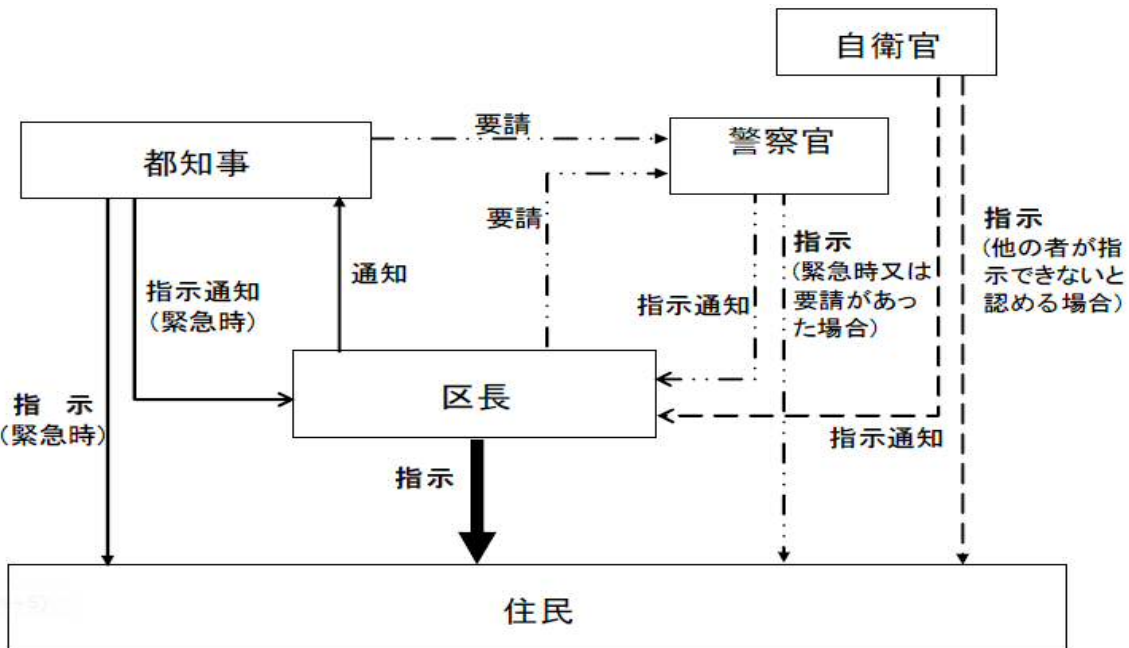 自衛官
要請
都知事
警察官
要請
指示
(他の者が指
示できないと
認める場合)
指示
(緊急時又は
要請があっ
た場合)
通知
指示通知
(緊急時)
指示通知
区長
指　示
(緊急時)
指示通知
指示
住民